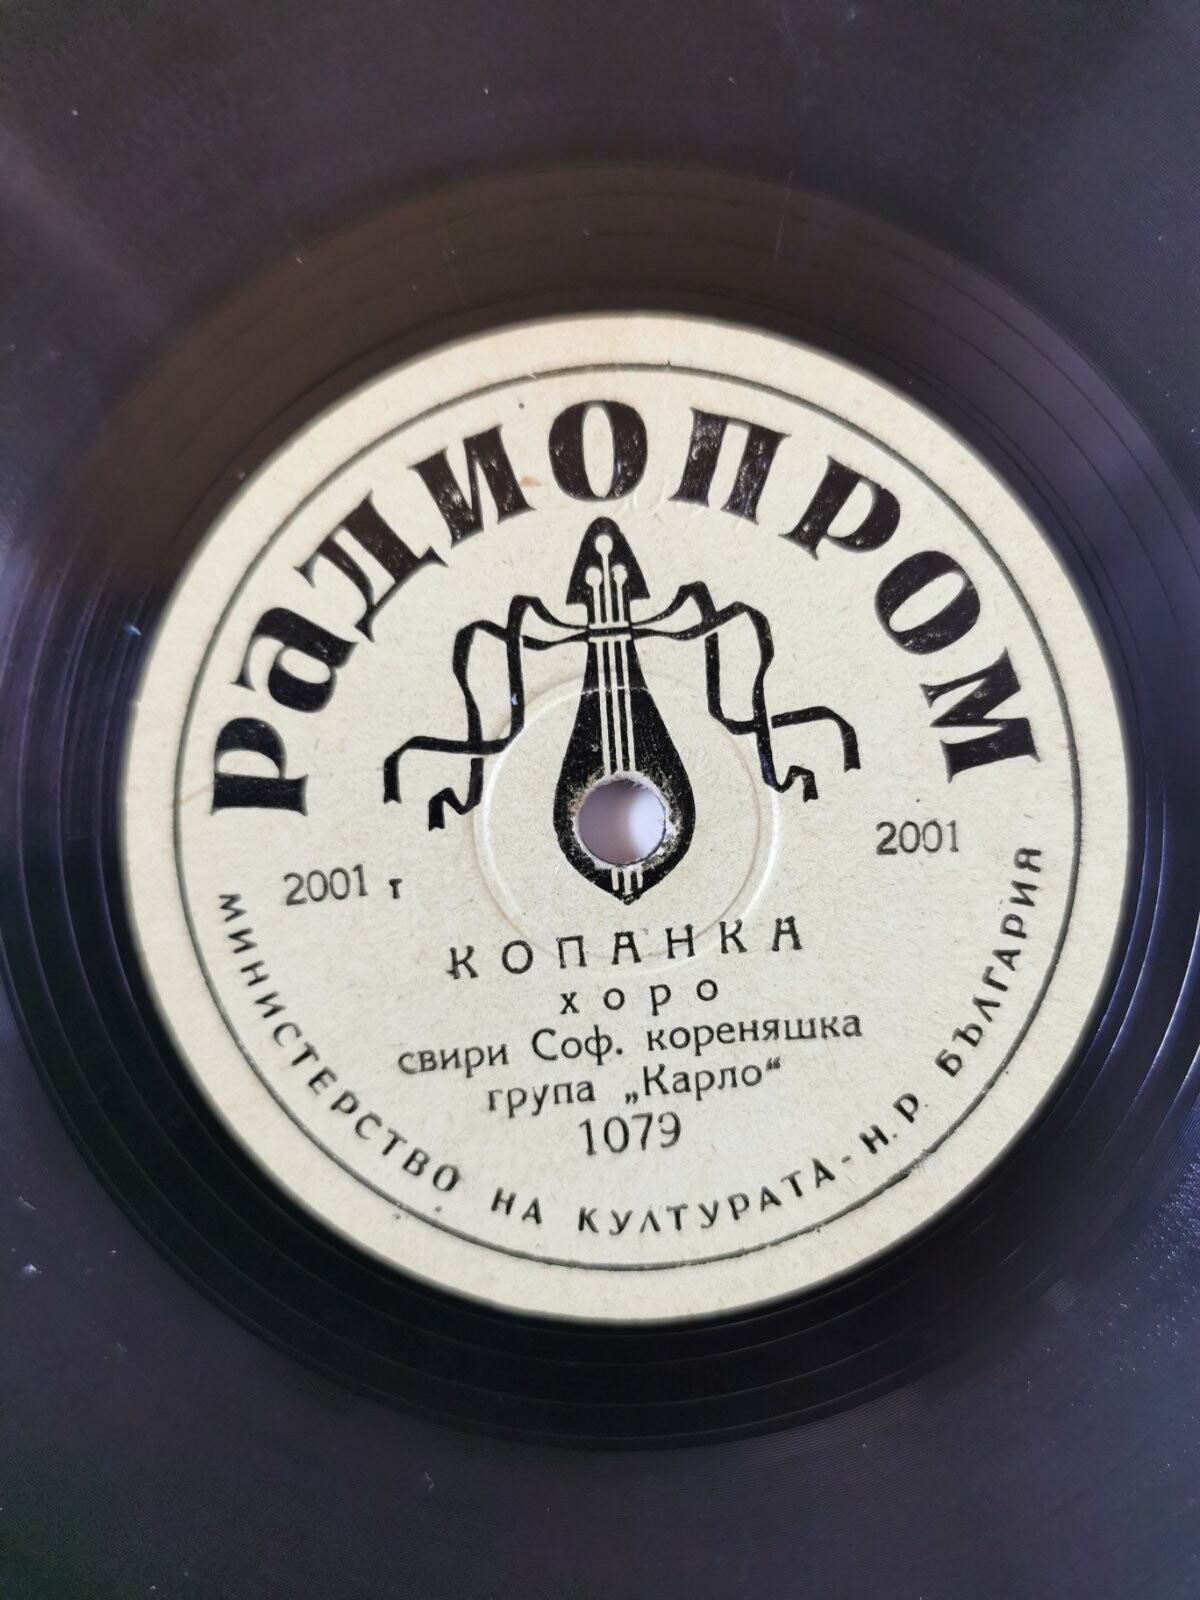 Радиопром
2001 г
2001
КОПАНКА
хоро
свири Соф. кореняшка
група „Карло“
1079
МИНИСТЕРСТВО НА КУЛТУРАТА - Н. Р. БЪЛГАРИЯ